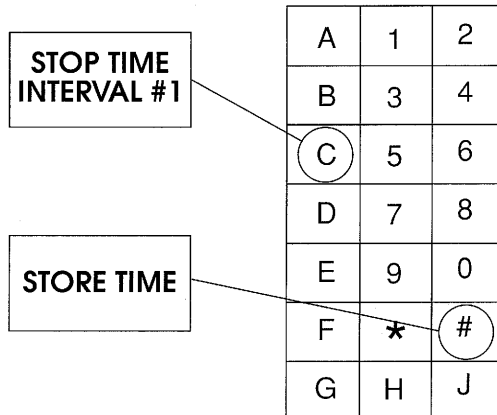 STOP TIME
INTERVAL #1
STORE TIME
A 1 2
B 3 4
C 5 6
D 7 8
E 9 0
F * #
G H J